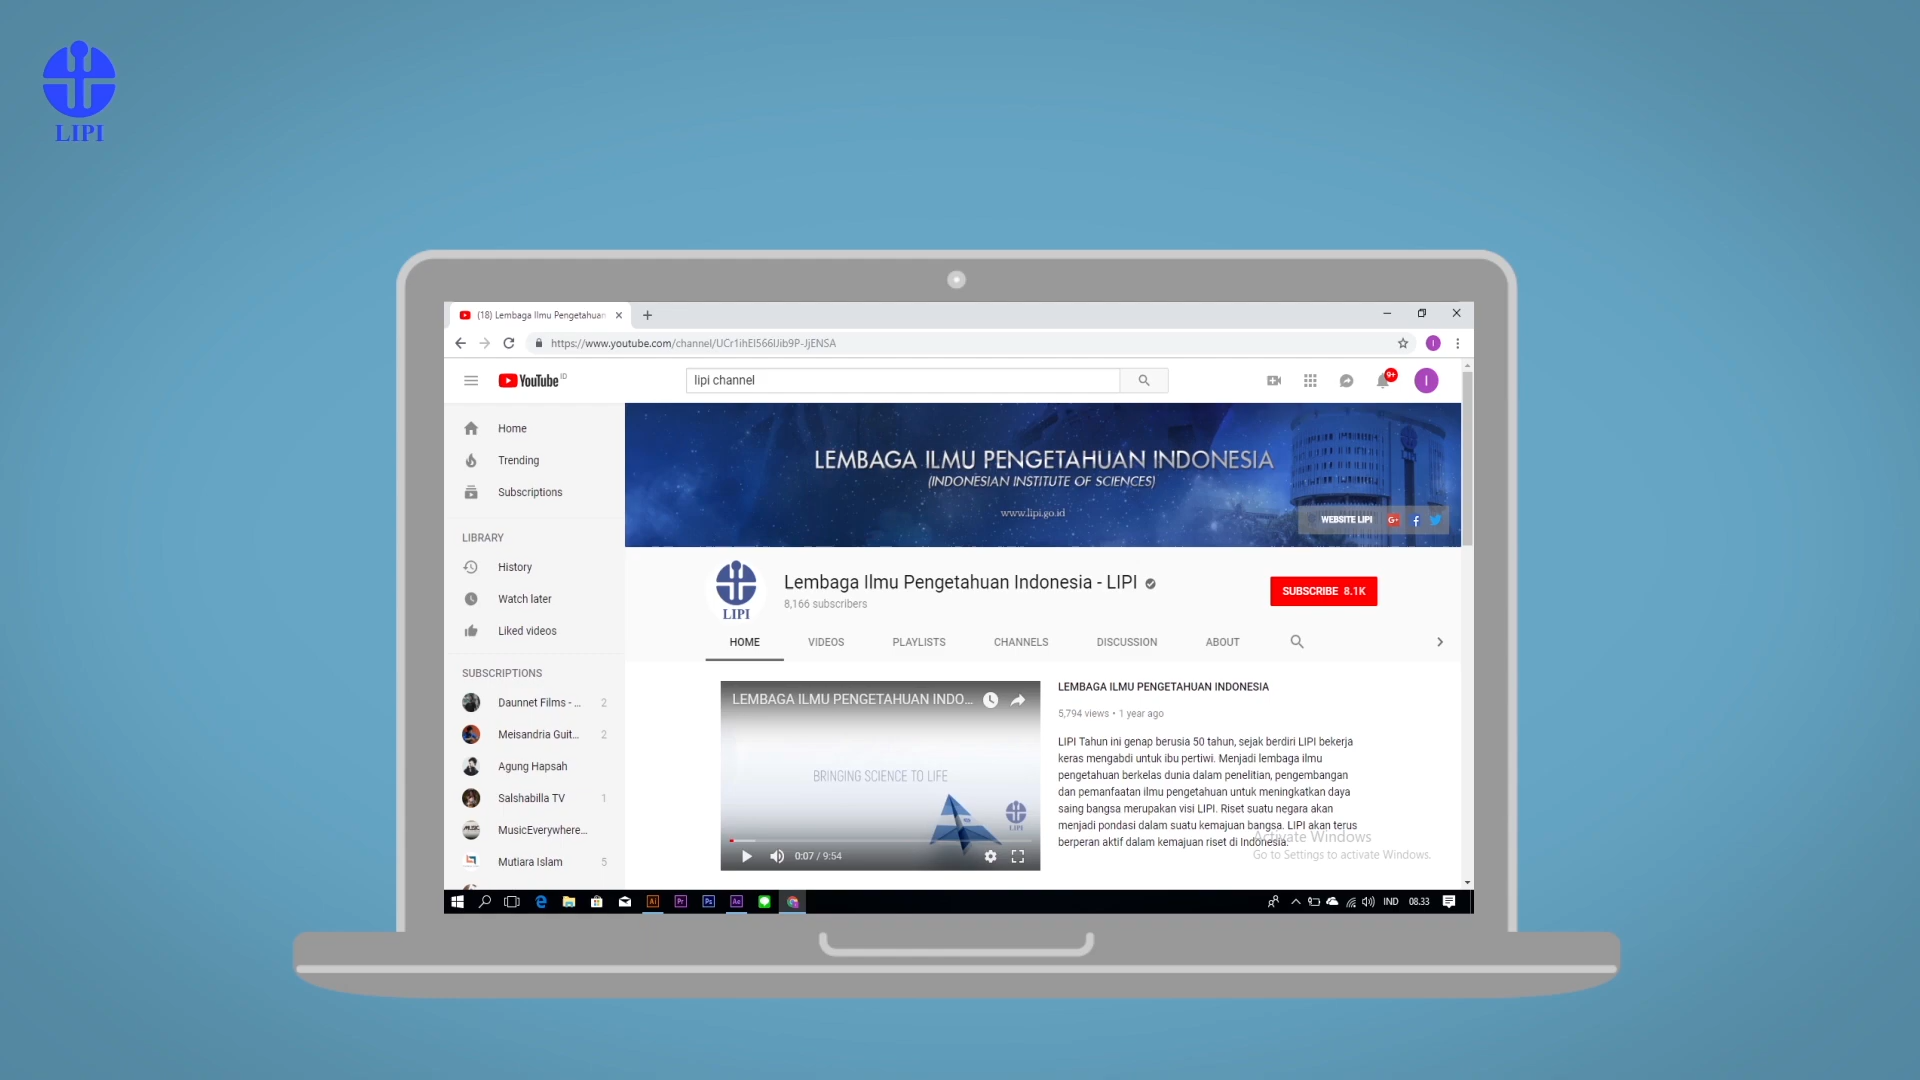 LIPI
(18) Lembaga Ilmu Pengetahuan
https://www.youtube.com/channel/UCr1ihEI566lJib9P-JjENSA
YouTube ID
lipi channel
9+
I
Home
Trending
Subscriptions
LIBRARY
History
Watch later
Liked videos
SUBSCRIPTIONS
Daunnet Films - ... 2
Meisandria Guit... 2
Agung Hapsah
Salshabilla TV 1
MusicEverywhere...
Mutiara Islam 5
LEMBAGA ILMU PENGETAHUAN INDONESIA
(INDONESIAN INSTITUTE OF SCIENCES)
www.lipi.go.id
WEBSITE LIPI
LIPI
Lembaga Ilmu Pengetahuan Indonesia - LIPI
8,166 subscribers
SUBSCRIBE 8.1K
HOME VIDEOS PLAYLISTS CHANNELS DISCUSSION ABOUT
LEMBAGA ILMU PENGETAHUAN INDO...
BRINGING SCIENCE TO LIFE
LIPI
0:07 / 9:54
LEMBAGA ILMU PENGETAHUAN INDONESIA
5,794 views • 1 year ago
LIPI Tahun ini genap berusia 50 tahun, sejak berdiri LIPI bekerja
keras mengabdi untuk ibu pertiwi. Menjadi lembaga ilmu
pengetahuan berkelas dunia dalam penelitian, pengembangan
dan pemanfaatan ilmu pengetahuan untuk meningkatkan daya
saing bangsa merupakan visi LIPI. Riset suatu negara akan
menjadi pondasi dalam suatu kemajuan bangsa. LIPI akan terus
berperan aktif dalam kemajuan riset di Indonesia.
Activate Windows
Go to Settings to activate Windows.
Ai Pr Ps Ae
IND 08.33